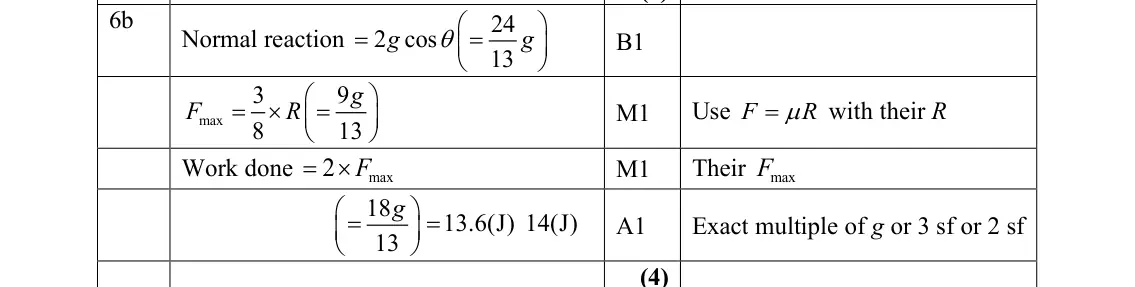 6b
Normal reaction = 2g cos θ (= 24/13 g) B1
F_max = 3/8 × R (= 9g/13) M1 Use F = μR with their R
Work done = 2 × F_max M1 Their F_max
(= 18g/13) = 13.6(J) 14(J) A1 Exact multiple of g or 3 sf or 2 sf
(4)